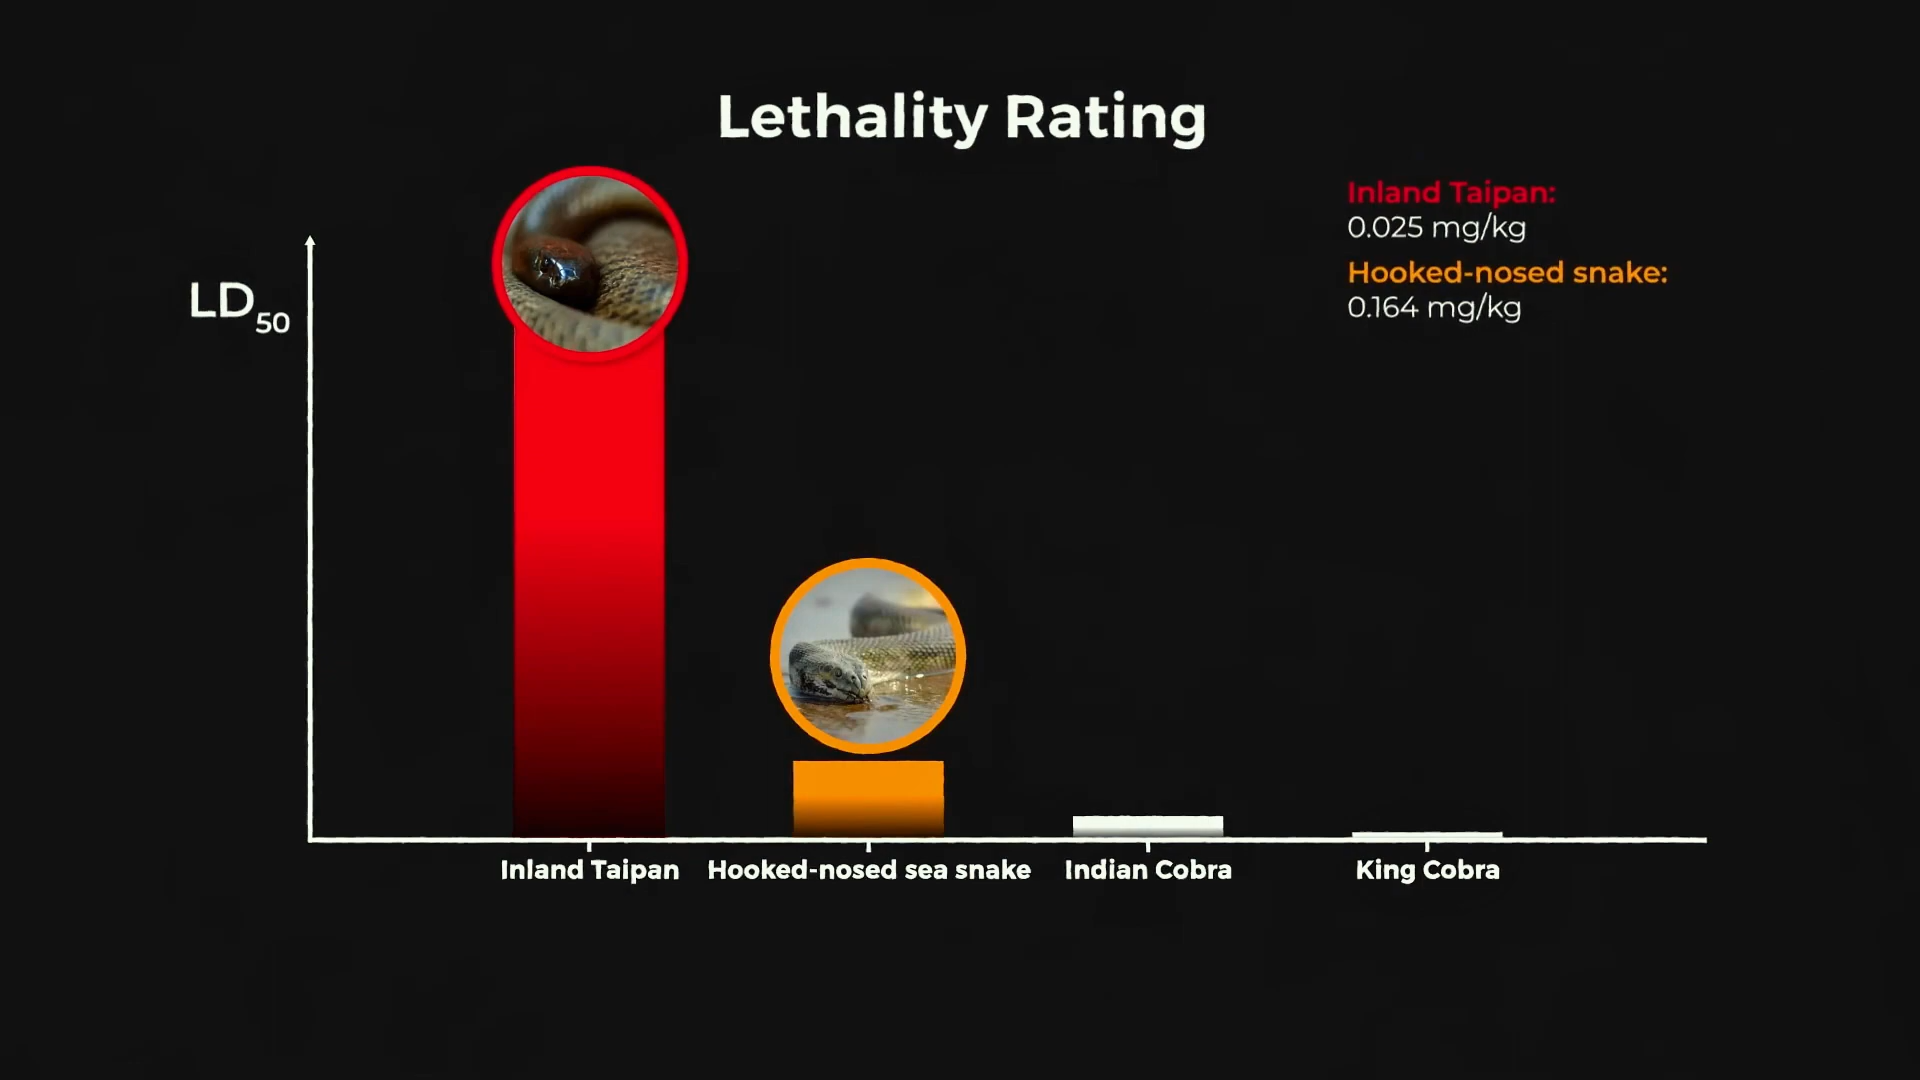 Lethality Rating
Inland Taipan:
0.025 mg/kg
Hooked-nosed snake:
0.164 mg/kg
LD50
Inland Taipan
Hooked-nosed sea snake
Indian Cobra
King Cobra